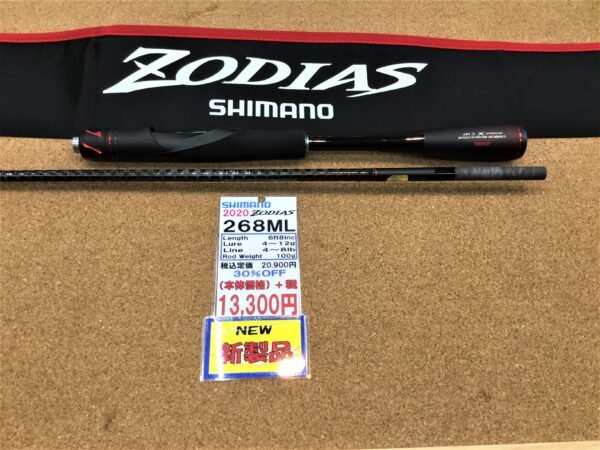 ZODIAS
SHIMANO
SHIMANO
2020 ZODIAS
268ML
Length 6ft8inc
Lure 4～12g
Line 4～8lb
Rod Weight 100g
税込定価 20,900円
30％OFF
(本体価格)＋税
13,300円
NEW
新製品